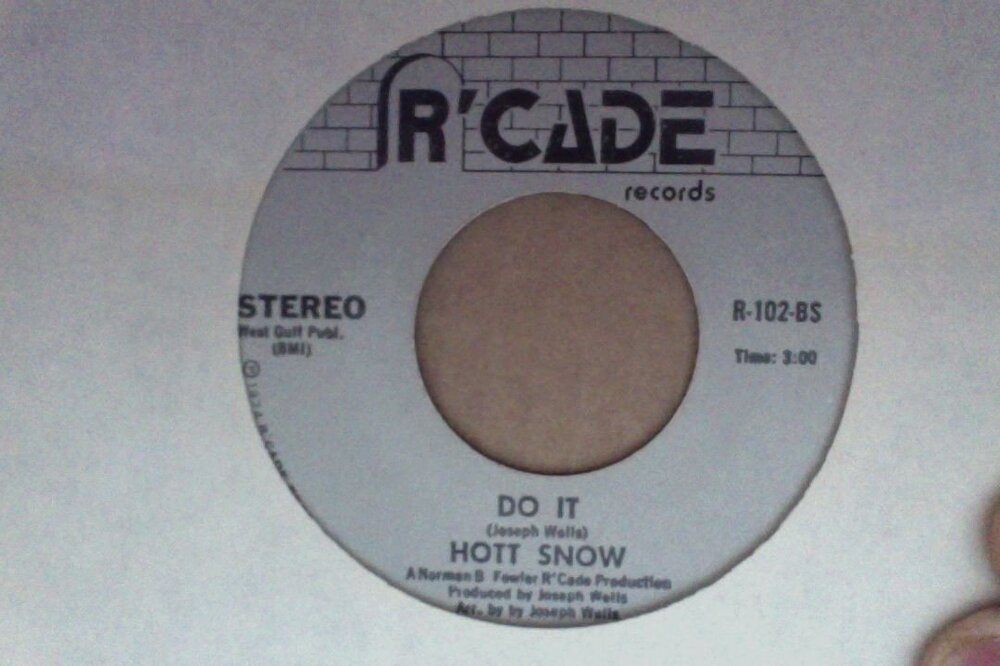 R'CADE
records
STEREO
West Gulf Publ.
(BMI)
R-102-BS
Time: 3:00
DO IT
(Joseph Wells)
HOTT SNOW
A Norman B. Fowler R'Cade Production
Produced by Joseph Wells
Arr. by by Joseph Wells